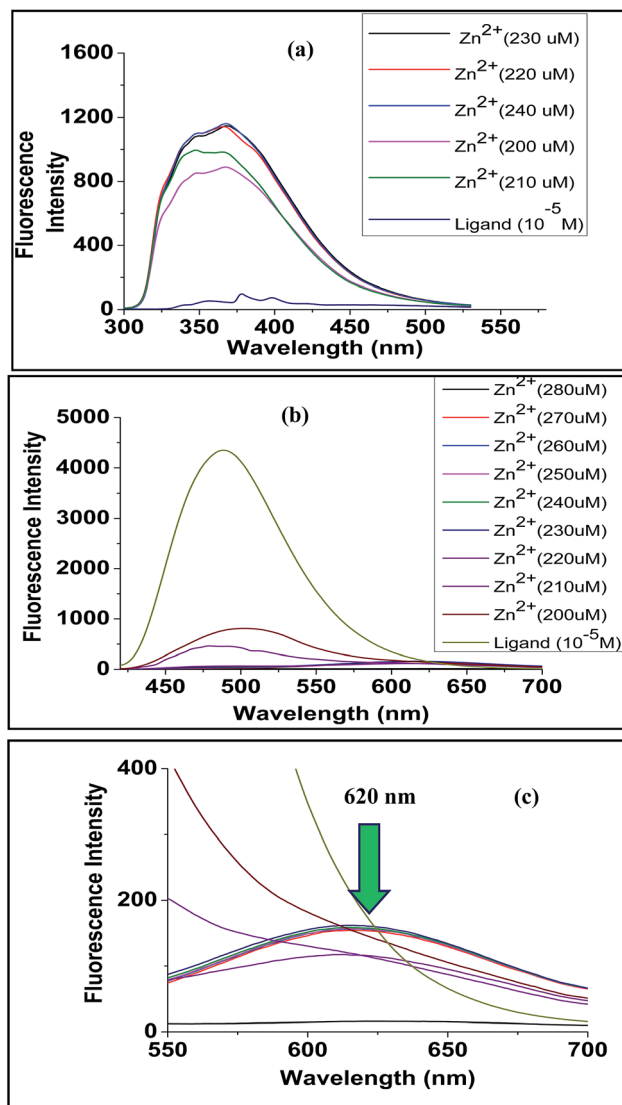 (a)
1600
1200
800
400
0
300 350 400 450 500 550
Fluorescence
Intensity
Wavelength (nm)
Zn2+(230 uM)
Zn2+(220 uM)
Zn2+(240 uM)
Zn2+(200 uM)
Zn2+(210 uM)
Ligand (10-5M)
(b)
5000
4000
3000
2000
1000
0
450 500 550 600 650 700
Fluorescence Intensity
Wavelength (nm)
Zn2+(280uM)
Zn2+(270uM)
Zn2+(260uM)
Zn2+(250uM)
Zn2+(240uM)
Zn2+(230uM)
Zn2+(220uM)
Zn2+(210uM)
Zn2+(200uM)
Ligand (10-5M)
620 nm
(c)
400
200
0
550 600 650 700
Fluorescence Intensity
Wavelength (nm)